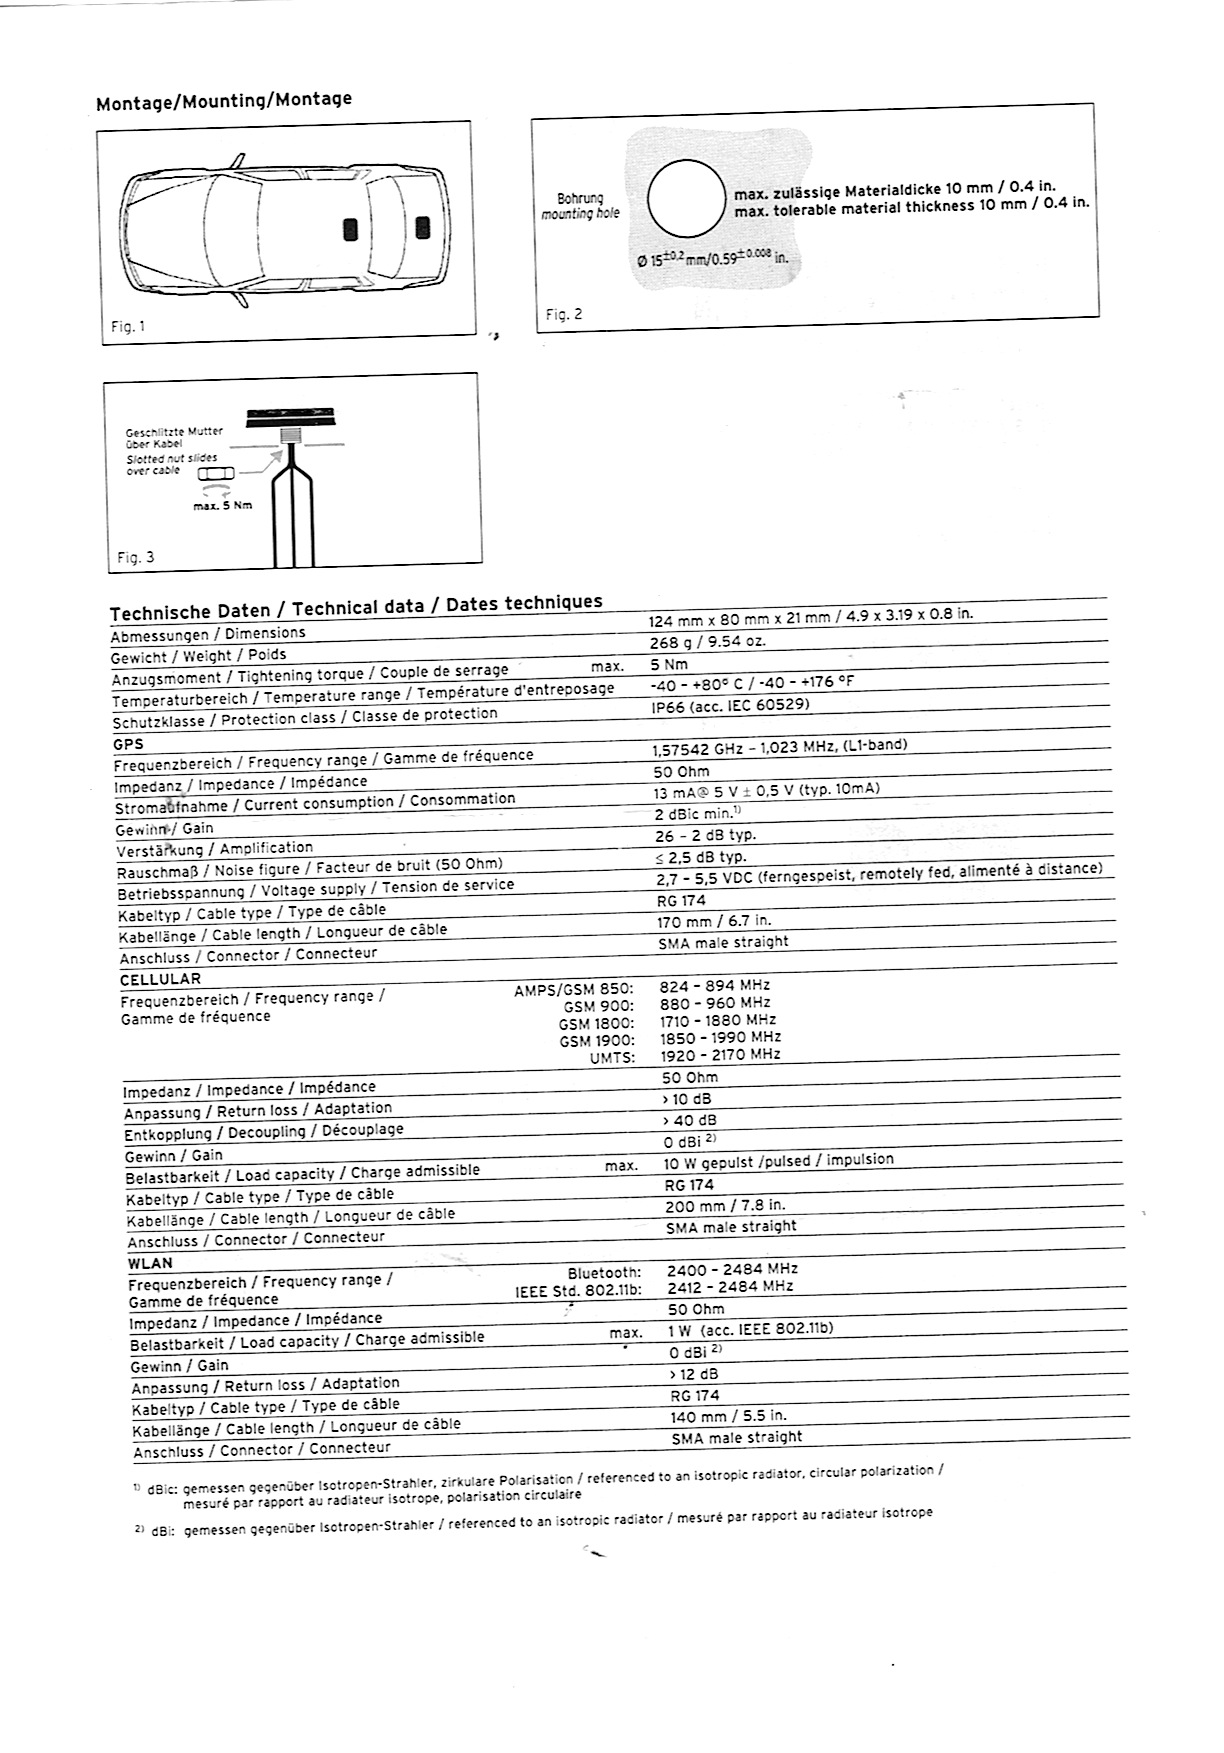 Montage/Mounting/Montage
Fig. 1
Bohrung
mounting hole
max. zulässige Materialdicke 10 mm / 0.4 in.
max. tolerable material thickness 10 mm / 0.4 in.
Ø 15±0,2 mm/0.59±0.008 in.
Fig. 2
Geschlitzte Mutter
über Kabel
Slotted nut slides
over cable
max. 5 Nm
Fig. 3
Technische Daten / Technical data / Dates techniques
Abmessungen / Dimensions 124 mm x 80 mm x 21 mm / 4.9 x 3.19 x 0.8 in.
Gewicht / Weight / Poids 268 g / 9.54 oz.
Anzugsmoment / Tightening torque / Couple de serrage max. 5 Nm
Temperaturbereich / Temperature range / Température d'entreposage -40 - +80° C / -40 - +176 °F
Schutzklasse / Protection class / Classe de protection IP66 (acc. IEC 60529)
GPS
Frequenzbereich / Frequency range / Gamme de fréquence 1,57542 GHz – 1,023 MHz, (L1-band)
Impedanz / Impedance / Impédance 50 Ohm
Stromaufnahme / Current consumption / Consommation 13 mA@ 5 V ± 0,5 V (typ. 10mA)
Gewinn / Gain 2 dBic min.1)
Verstärkung / Amplification 26 – 2 dB typ.
Rauschmaß / Noise figure / Facteur de bruit (50 Ohm) ≤ 2,5 dB typ.
Betriebsspannung / Voltage supply / Tension de service 2,7 – 5,5 VDC (ferngespeist, remotely fed, alimenté à distance)
Kabeltyp / Cable type / Type de câble RG 174
Kabellänge / Cable length / Longueur de câble 170 mm / 6.7 in.
Anschluss / Connector / Connecteur SMA male straight
CELLULAR
Frequenzbereich / Frequency range / AMPS/GSM 850: 824 – 894 MHz
Gamme de fréquence GSM 900: 880 – 960 MHz
GSM 1800: 1710 – 1880 MHz
GSM 1900: 1850 – 1990 MHz
UMTS: 1920 – 2170 MHz
Impedanz / Impedance / Impédance 50 Ohm
Anpassung / Return loss / Adaptation > 10 dB
Entkopplung / Decoupling / Découplage > 40 dB
Gewinn / Gain 0 dBi 2)
Belastbarkeit / Load capacity / Charge admissible max. 10 W gepulst /pulsed / impulsion
Kabeltyp / Cable type / Type de câble RG 174
Kabellänge / Cable length / Longueur de câble 200 mm / 7.8 in.
Anschluss / Connector / Connecteur SMA male straight
WLAN
Frequenzbereich / Frequency range / Bluetooth: 2400 – 2484 MHz
Gamme de fréquence IEEE Std. 802.11b: 2412 – 2484 MHz
Impedanz / Impedance / Impédance 50 Ohm
Belastbarkeit / Load capacity / Charge admissible max. 1 W (acc. IEEE 802.11b)
Gewinn / Gain 0 dBi 2)
Anpassung / Return loss / Adaptation > 12 dB
Kabeltyp / Cable type / Type de câble RG 174
Kabellänge / Cable length / Longueur de câble 140 mm / 5.5 in.
Anschluss / Connector / Connecteur SMA male straight
1) dBic: gemessen gegenüber Isotropen-Strahler, zirkulare Polarisation / referenced to an isotropic radiator, circular polarization /
mesuré par rapport au radiateur isotrope, polarisation circulaire
2) dBi: gemessen gegenüber Isotropen-Strahler / referenced to an isotropic radiator / mesuré par rapport au radiateur isotrope